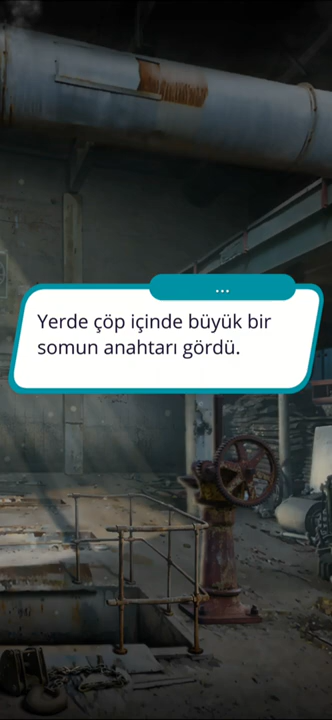 ...
Yerde çöp içinde büyük bir
somun anahtarı gördü.